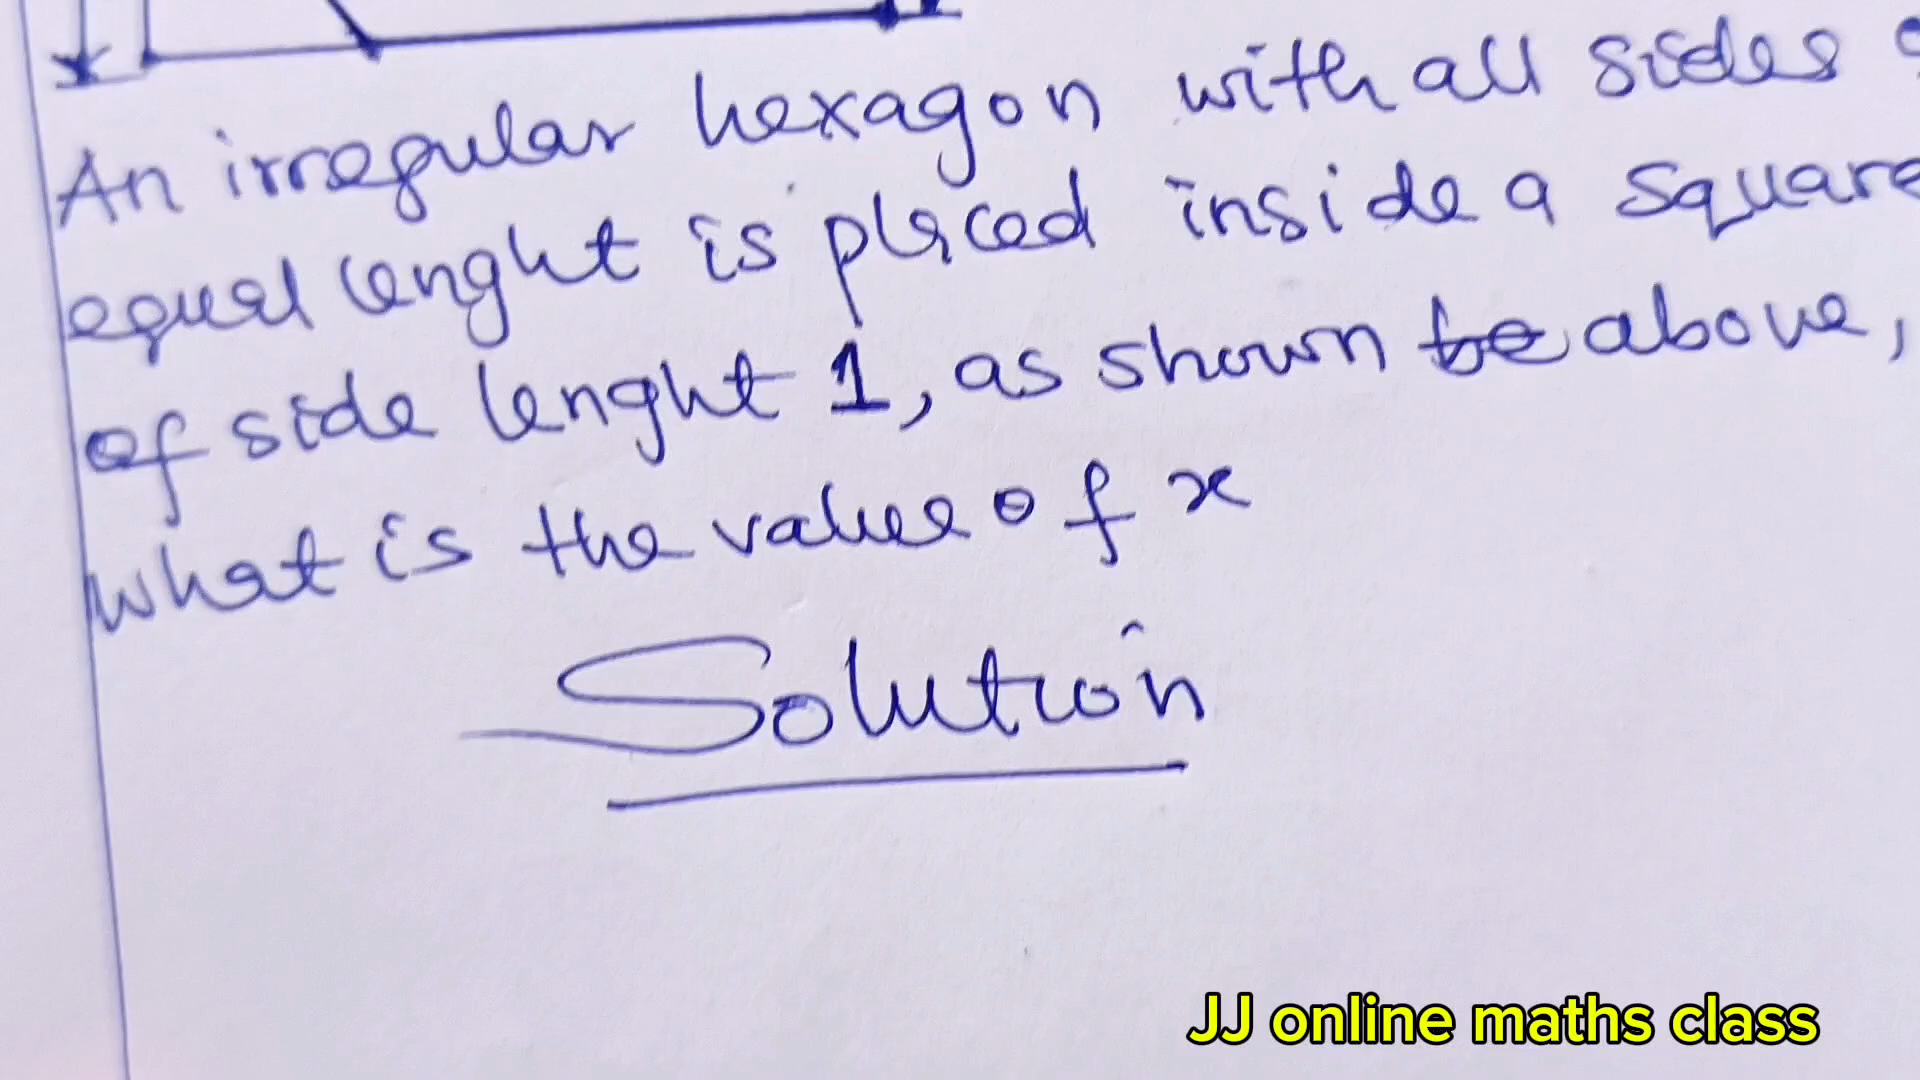 An irregular hexagon with all sides
equal lenght is placed inside a square
of side lenght 1, as shown be above,
what is the value of x
Solution
JJ online maths class